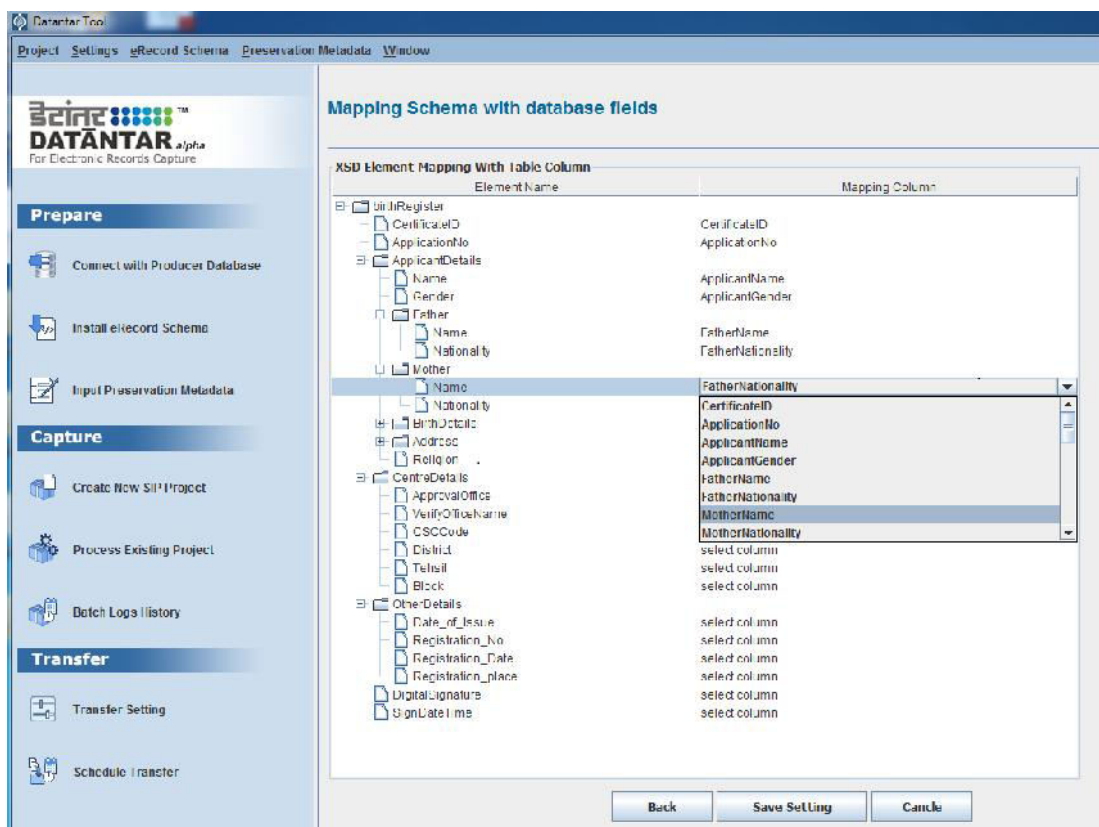 Datantar Tool
Project Settings eRecord Schema Preservation Metadata Window
डेटांतर ™
DATĀNTAR alpha
For Electronic Records Capture
Prepare
Connect with Producer Database
Install eRecord Schema
Input Preservation Metadata
Capture
Create New SIP Project
Process Existing Project
Batch Logs History
Transfer
Transfer Setting
Schedule Transfer
Mapping Schema with database fields
XSD Element Mapping With Table Column
Element Name Mapping Column
birthRegister
CertificateID CertificateID
ApplicationNo ApplicationNo
ApplicantDetails
Name ApplicantName
Gender ApplicantGender
Father
Name FatherName
Nationality FatherNationality
Mother
Name FatherNationality
Nationality CertificateID
BirthDetails ApplicationNo
Address ApplicantName
Religion ApplicantGender
CentreDetails FatherName
ApprovalOffice FatherNationality
VerifyOfficeName MotherName
CSCCode MotherNationality
District select column
Tehsil select column
Block select column
OtherDetails
Date_of_Issue select column
Registration_No select column
Registration_Date select column
Registration_place select column
DigitalSignature select column
SignDateTime select column
Back Save Setting Cancle